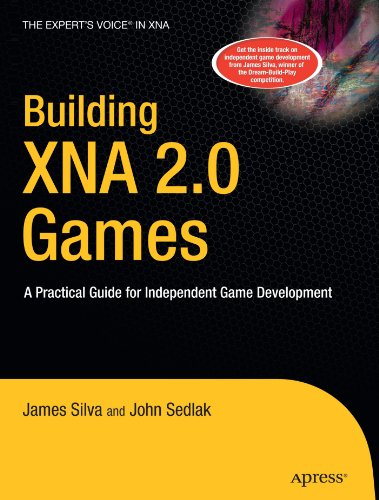 THE EXPERT'S VOICE® IN XNA
Get the inside track on
independent game development
from James Silva, winner of
the Dream-Build-Play
competition.
Building
XNA 2.0
Games
A Practical Guide for Independent Game Development
James Silva and John Sedlak
Apress®